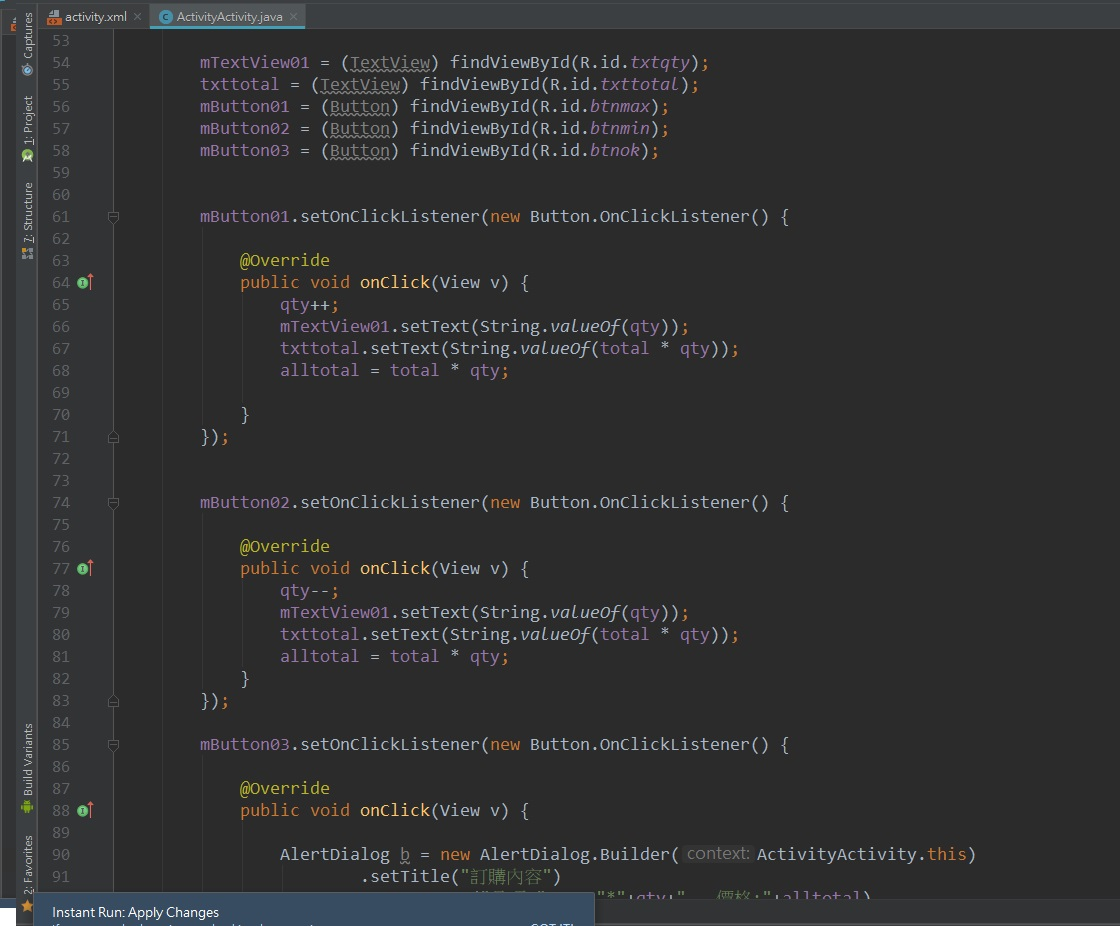 activity.xml
ActivityActivity.java
Captures
1: Project
7: Structure
Build Variants
2: Favorites
53
54 mTextView01 = (TextView) findViewById(R.id.txtqty);
55 txttotal = (TextView) findViewById(R.id.txttotal);
56 mButton01 = (Button) findViewById(R.id.btnmax);
57 mButton02 = (Button) findViewById(R.id.btnmin);
58 mButton03 = (Button) findViewById(R.id.btnok);
59
60
61 mButton01.setOnClickListener(new Button.OnClickListener() {
62
63 @Override
64 public void onClick(View v) {
65 qty++;
66 mTextView01.setText(String.valueOf(qty));
67 txttotal.setText(String.valueOf(total * qty));
68 alltotal = total * qty;
69
70 }
71 });
72
73
74 mButton02.setOnClickListener(new Button.OnClickListener() {
75
76 @Override
77 public void onClick(View v) {
78 qty--;
79 mTextView01.setText(String.valueOf(qty));
80 txttotal.setText(String.valueOf(total * qty));
81 alltotal = total * qty;
82 }
83 });
84
85 mButton03.setOnClickListener(new Button.OnClickListener() {
86
87 @Override
88 public void onClick(View v) {
89
90 AlertDialog b = new AlertDialog.Builder( context: ActivityActivity.this)
91 .setTitle("訂購內容")
"*"+qty+" 價格:"+alltotal)
Instant Run: Apply Changes
GOT IT!